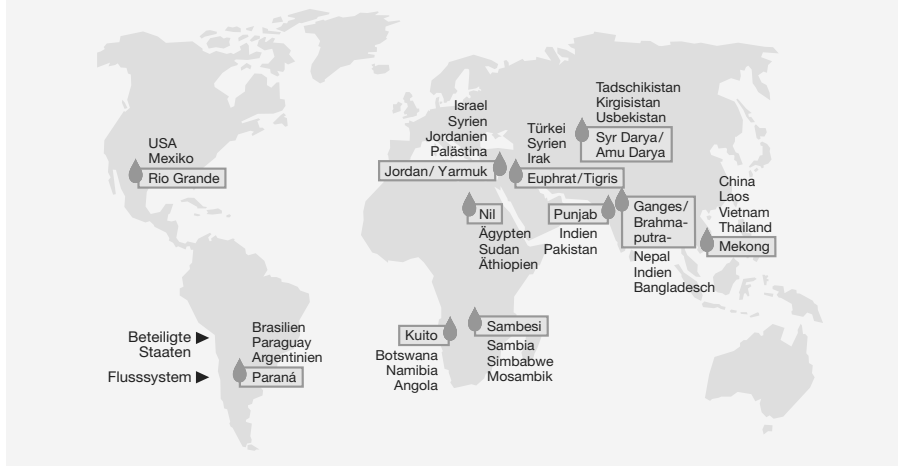 USA
Mexiko
Rio Grande
Israel
Syrien
Jordanien
Palästina
Jordan/ Yarmuk
Türkei
Syrien
Irak
Euphrat/Tigris
Tadschikistan
Kirgisistan
Usbekistan
Syr Darya/
Amu Darya
Nil
Ägypten
Sudan
Äthiopien
Punjab
Indien
Pakistan
Ganges/
Brahma-
putra-
Nepal
Indien
Bangladesch
China
Laos
Vietnam
Thailand
Mekong
Beteiligte
Staaten
Flusssystem
Brasilien
Paraguay
Argentinien
Paraná
Kuito
Botswana
Namibia
Angola
Sambesi
Sambia
Simbabwe
Mosambik